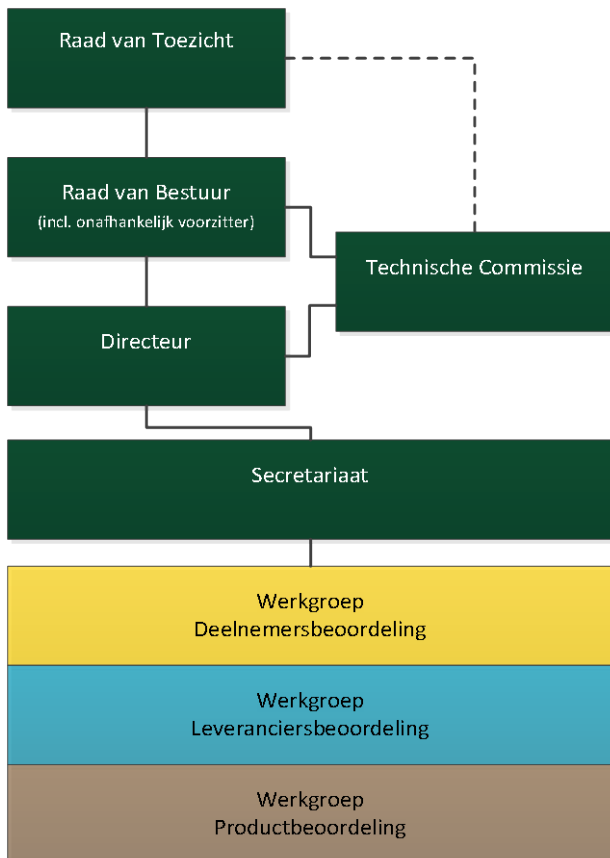 Raad van Toezicht
Raad van Bestuur
(incl. onafhankelijk voorzitter)
Technische Commissie
Directeur
Secretariaat
Werkgroep
Deelnemersbeoordeling
Werkgroep
Leveranciersbeoordeling
Werkgroep
Productbeoordeling